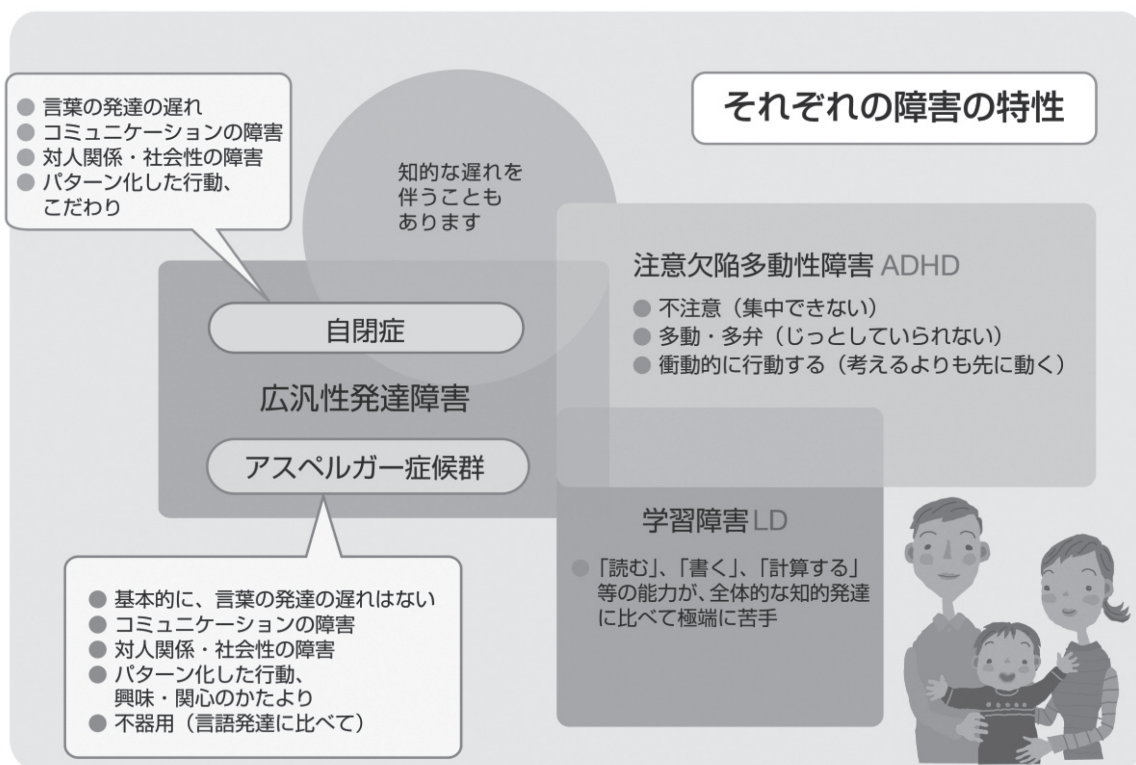 それぞれの障害の特性
● 言葉の発達の遅れ
● コミュニケーションの障害
● 対人関係・社会性の障害
● パターン化した行動、
こだわり
知的な遅れを
伴うことも
あります
自閉症
広汎性発達障害
アスペルガー症候群
● 基本的に、言葉の発達の遅れはない
● コミュニケーションの障害
● 対人関係・社会性の障害
● パターン化した行動、
興味・関心のかたより
● 不器用（言語発達に比べて）
注意欠陥多動性障害 ADHD
● 不注意（集中できない）
● 多動・多弁（じっとしていられない）
● 衝動的に行動する（考えるよりも先に動く）
学習障害 LD
● 「読む」、「書く」、「計算する」
等の能力が、全体的な知的発達
に比べて極端に苦手